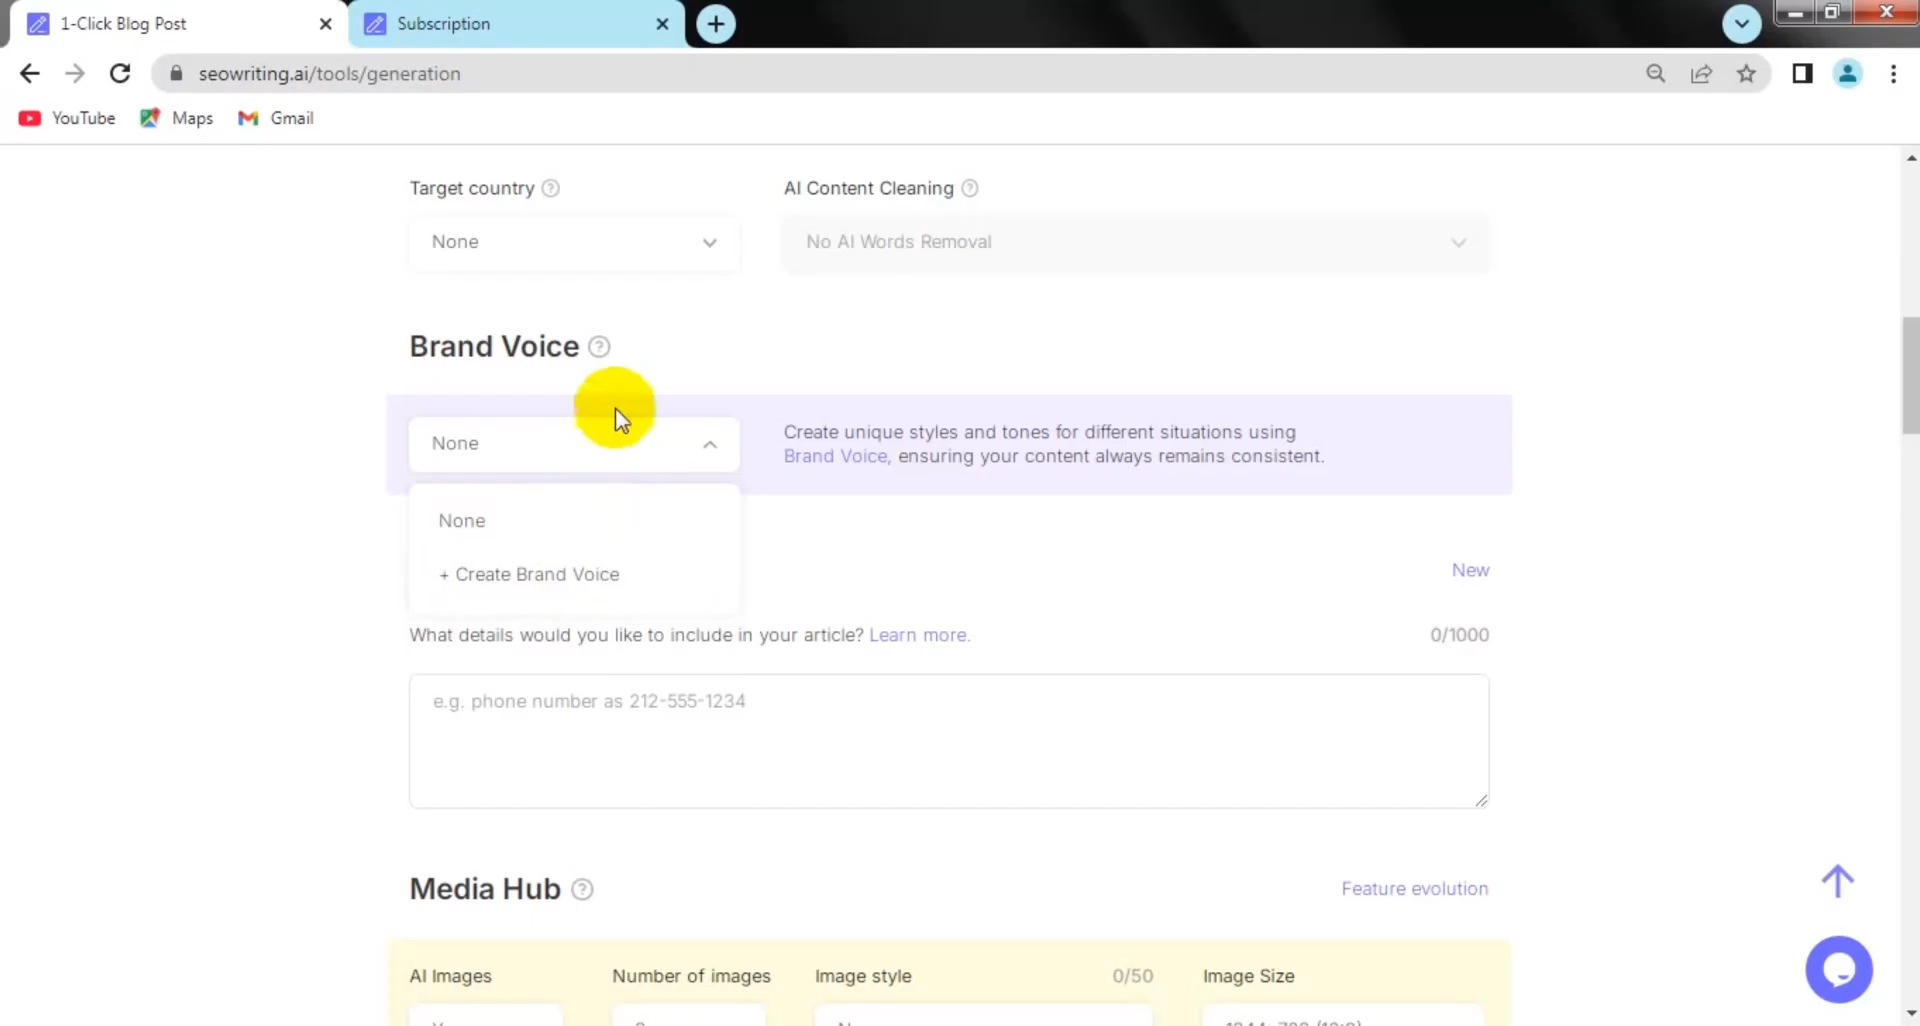 1-Click Blog Post
Subscription
seowriting.ai/tools/generation
YouTube
Maps
Gmail
Target country
AI Content Cleaning
None
No AI Words Removal
Brand Voice
None
Create unique styles and tones for different situations using
Brand Voice, ensuring your content always remains consistent.
None
+ Create Brand Voice
New
What details would you like to include in your article? Learn more.
0/1000
e.g. phone number as 212-555-1234
Media Hub
Feature evolution
AI Images
Number of images
Image style
0/50
Image Size